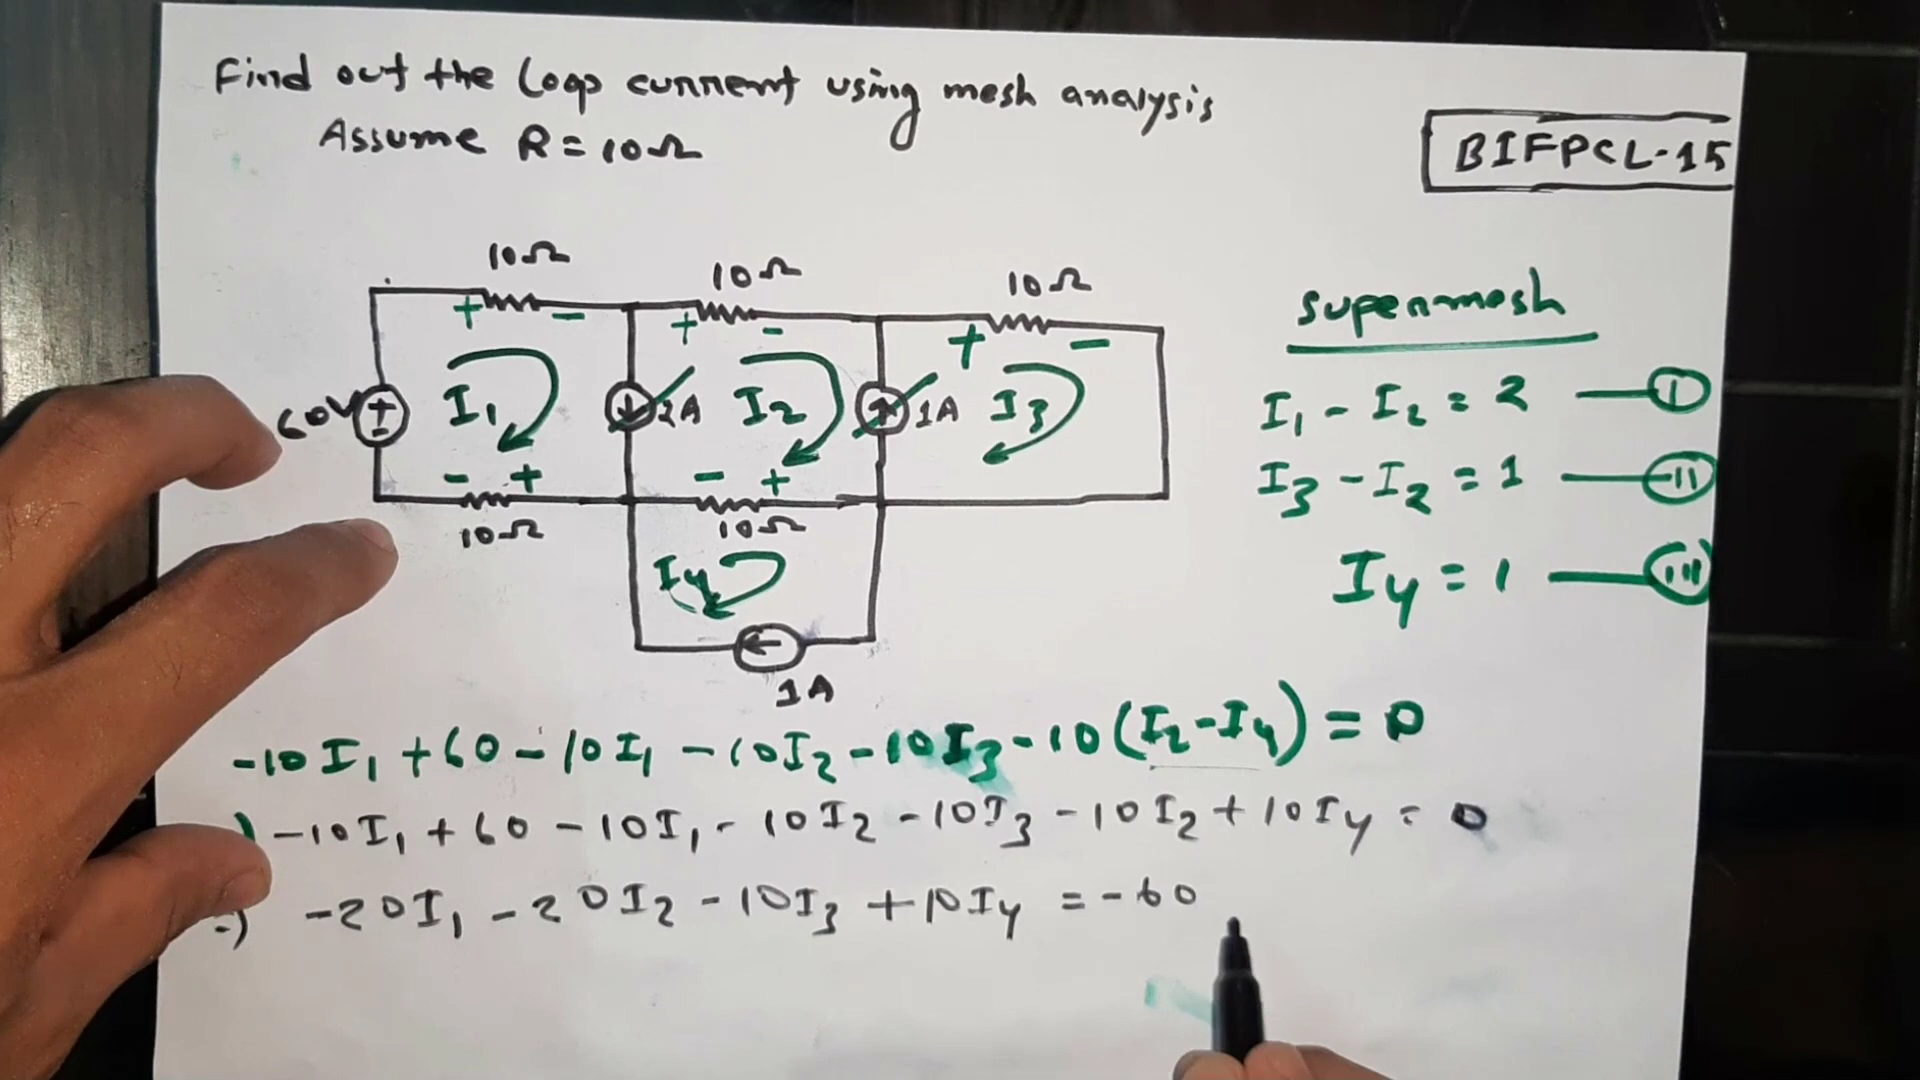 Find out the loop current using mesh analysis
Assume R = 10Ω
BIFPCL-15
10Ω
10Ω
10Ω
+ - + - + -
60V
I₁
2A
I₂
1A
I₃
- + - +
10Ω
10Ω
I₄
1A
Supermesh
I₁ - I₂ = 2 — I
I₃ - I₂ = 1 — II
I₄ = 1 — III
-10I₁ + 60 - 10I₁ - 10I₂ - 10I₃ - 10(I₂ - I₄) = 0
-10I₁ + 60 - 10I₁ - 10I₂ - 10I₃ - 10I₂ + 10I₄ = 0
-20I₁ - 20I₂ - 10I₃ + 10I₄ = -60